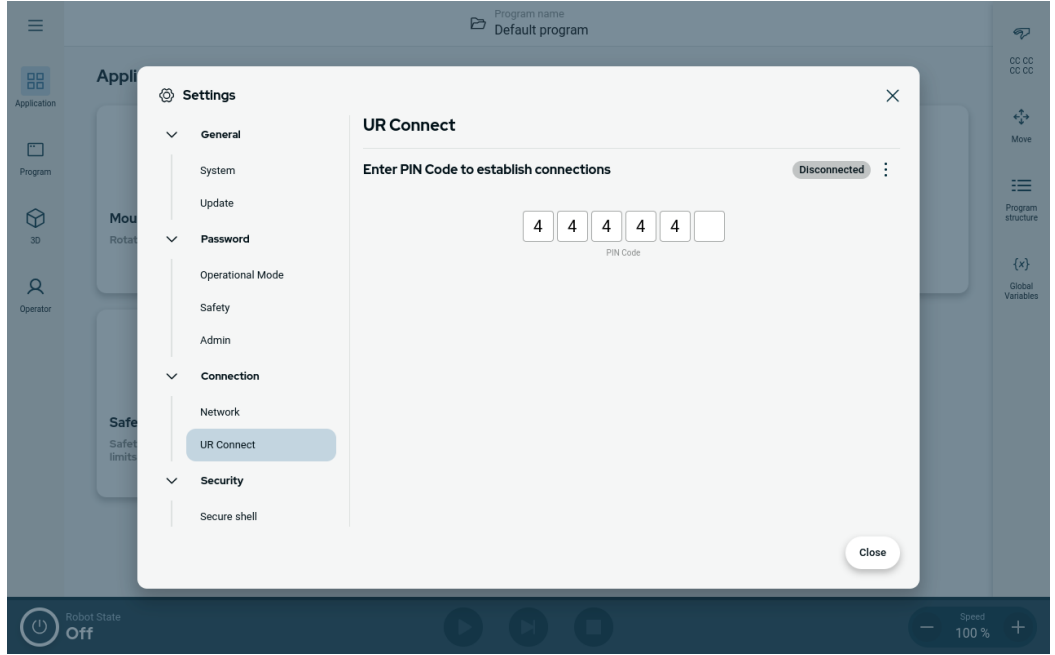 Program name
Default program
Application
Program
3D
Operator
Appli
Mou
Rotat
Safe
Safet
limits
Settings
General
System
Update
Password
Operational Mode
Safety
Admin
Connection
Network
UR Connect
Security
Secure shell
UR Connect
Enter PIN Code to establish connections
Disconnected
4 4 4 4 4
PIN Code
Close
CC CC
CC CC
Move
Program
structure
{x}
Global
Variables
Robot State
Off
Speed
100 %